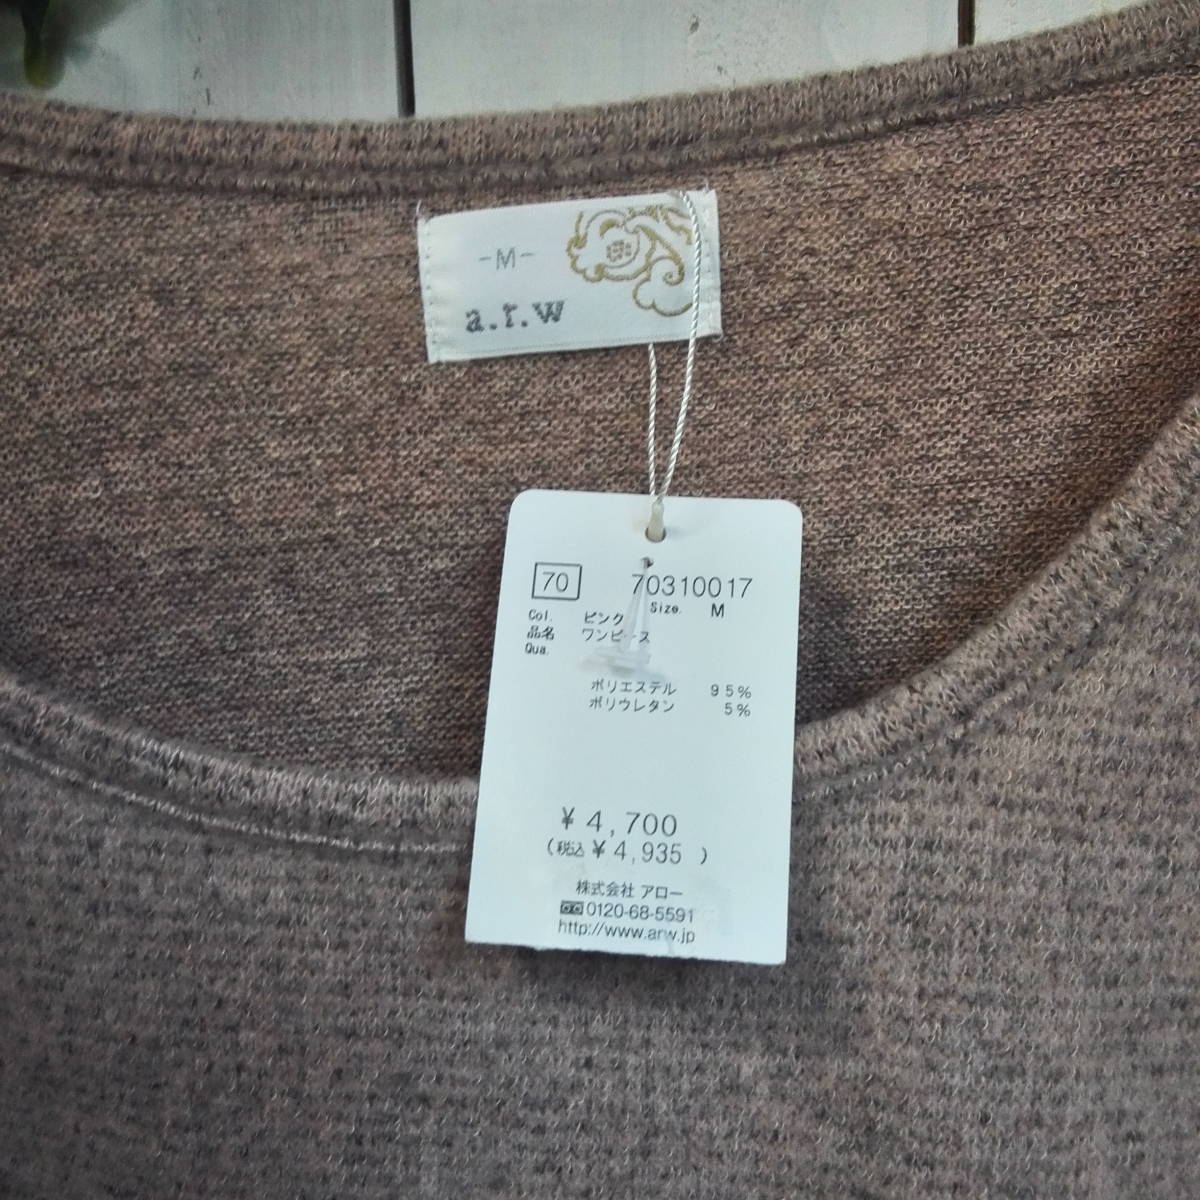 -M-
a.r.w
70 70310017
Col. ピンク Size. M
品名 ワンピース
Qua.
ポリエステル 95%
ポリウレタン 5%
¥4,700
(税込 ¥4,935 )
株式会社 アロー
0120-68-5591
http://www.arw.jp